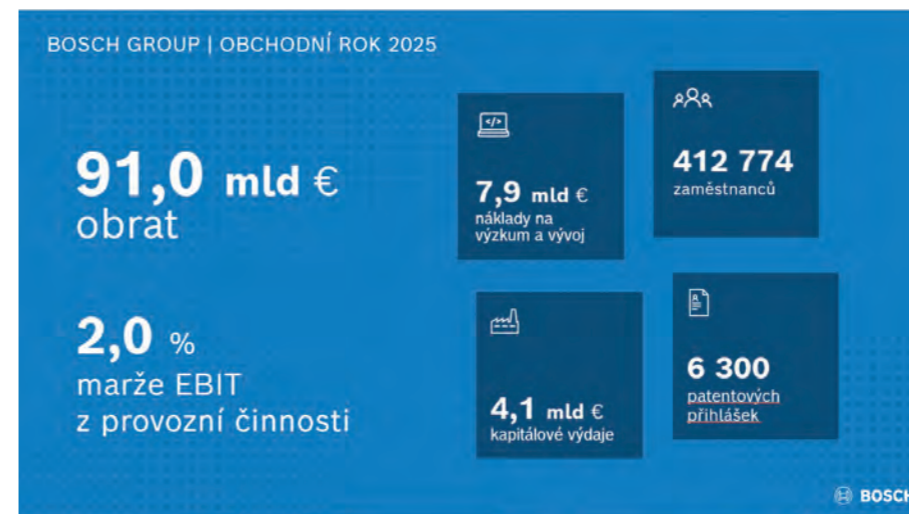 BOSCH GROUP | OBCHODNÍ ROK 2025
91,0 mld €
obrat
2,0 %
marže EBIT
z provozní činnosti
</>
7,9 mld €
náklady na
výzkum a vývoj
412 774
zaměstnanců
4,1 mld €
kapitálové výdaje
6 300
patentových
přihlášek
BOSCH